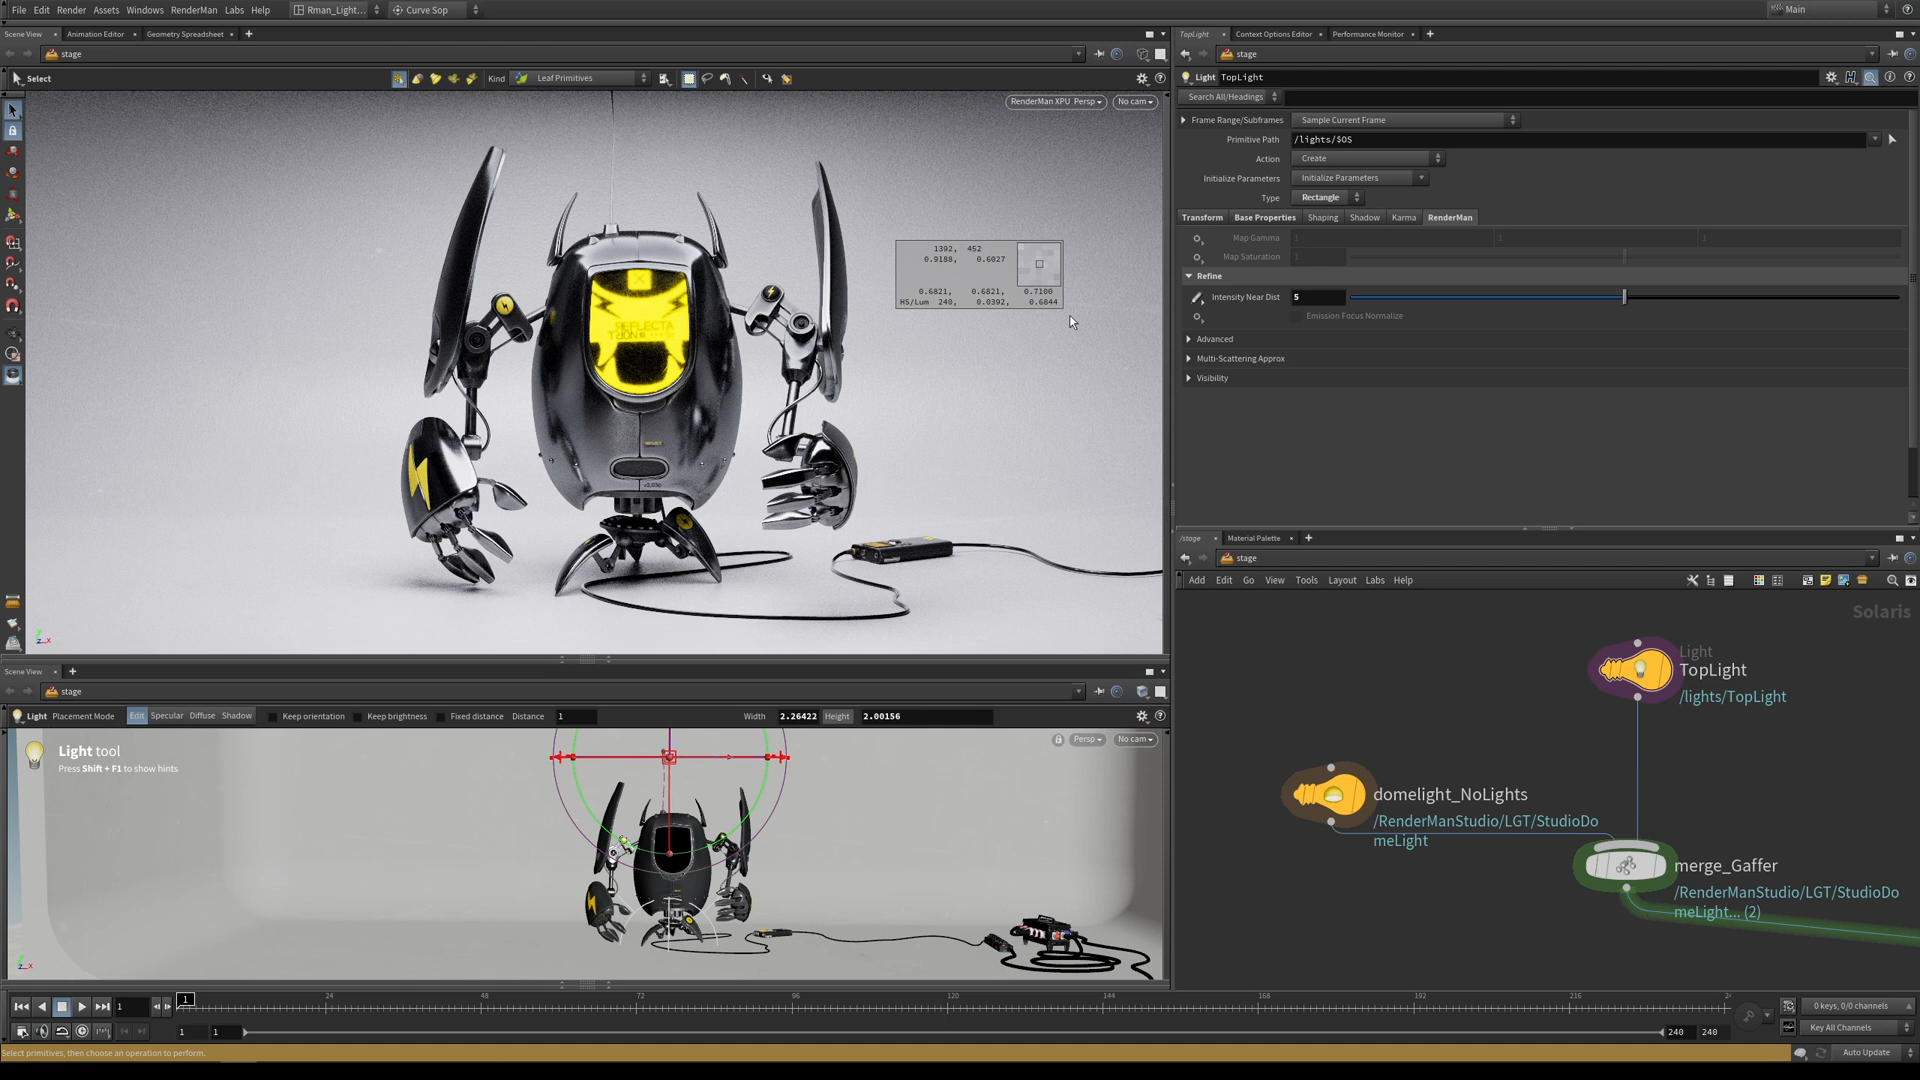 File Edit Render Assets Windows RenderMan Labs Help Rman_Light... Curve Sop Main
Scene View Animation Editor Geometry Spreadsheet
stage
Select Kind Leaf Primitives
RenderMan XPU Persp No cam
1392, 452
0.9188, 0.6027
0.6821, 0.6821, 0.7100
HS/Lum 240, 0.0392, 0.6844
REFLECTA
Scene View
stage
Light Placement Mode Edit Specular Diffuse Shadow Keep orientation Keep brightness Fixed distance Distance 1 Width 2.26422 Height 2.00156
Light tool
Press Shift + F1 to show hints
Persp No cam
TopLight Context Options Editor Performance Monitor
stage
Light TopLight
Search All/Headings
Frame Range/Subframes Sample Current Frame
Primitive Path /lights/$OS
Action Create
Initialize Parameters Initialize Parameters
Type Rectangle
Transform Base Properties Shaping Shadow Karma RenderMan
Map Gamma 1 1 1
Map Saturation 1
Refine
Intensity Near Dist 5
Emission Focus Normalize
Advanced
Multi-Scattering Approx
Visibility
/stage Material Palette
stage
Add Edit Go View Tools Layout Labs Help
Solaris
Light
TopLight
/lights/TopLight
domelight_NoLights
/RenderManStudio/LGT/StudioDo
meLight
merge_Gaffer
/RenderManStudio/LGT/StudioDo
meLight... (2)
1 1 24 48 72 96 120 144 168 192 216
0 keys, 0/0 channels
1 1 240 240
Key All Channels
Select primitives, then choose an operation to perform.
Auto Update